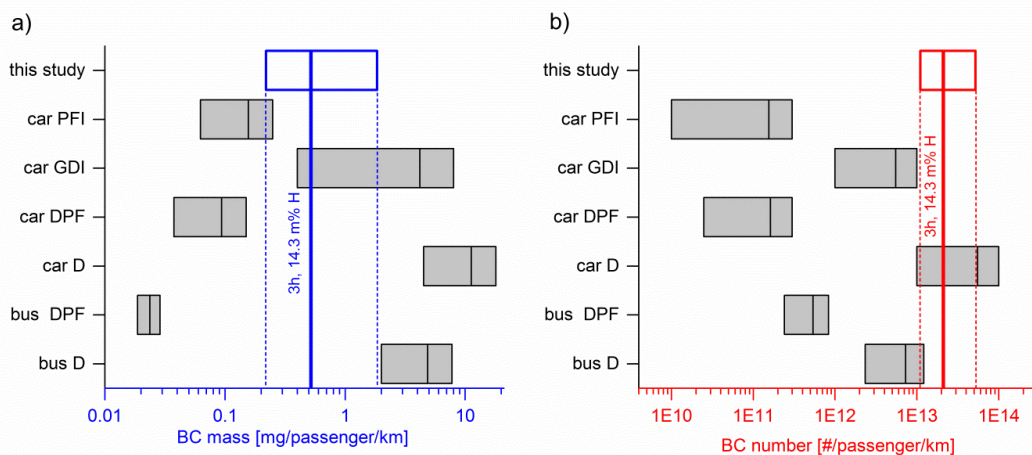 a)
this study
car PFI
car GDI
car DPF
car D
bus DPF
bus D
3h, 14.3 m% H
0.01 0.1 1 10
BC mass [mg/passenger/km]
b)
this study
car PFI
car GDI
car DPF
car D
bus DPF
bus D
3h, 14.3 m% H
1E10 1E11 1E12 1E13 1E14
BC number [#/passenger/km]